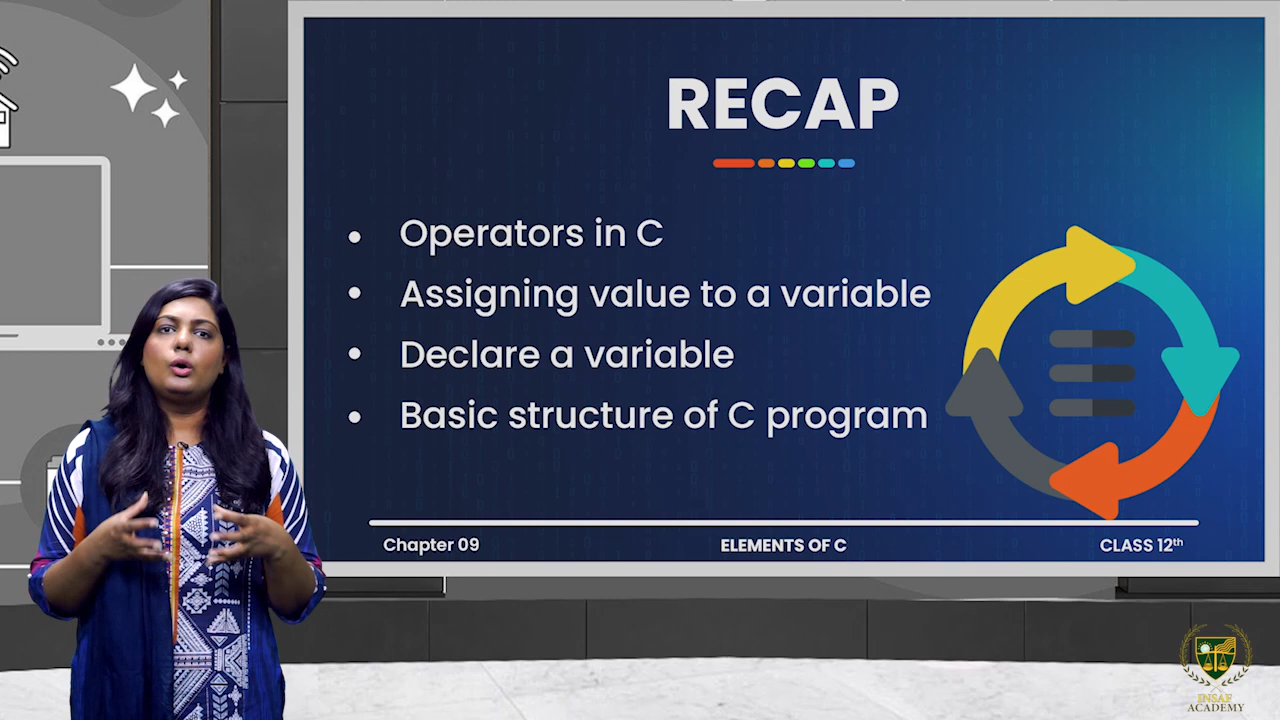 RECAP
• Operators in C
• Assigning value to a variable
• Declare a variable
• Basic structure of C program
Chapter 09
ELEMENTS OF C
CLASS 12th
INSAF
ACADEMY